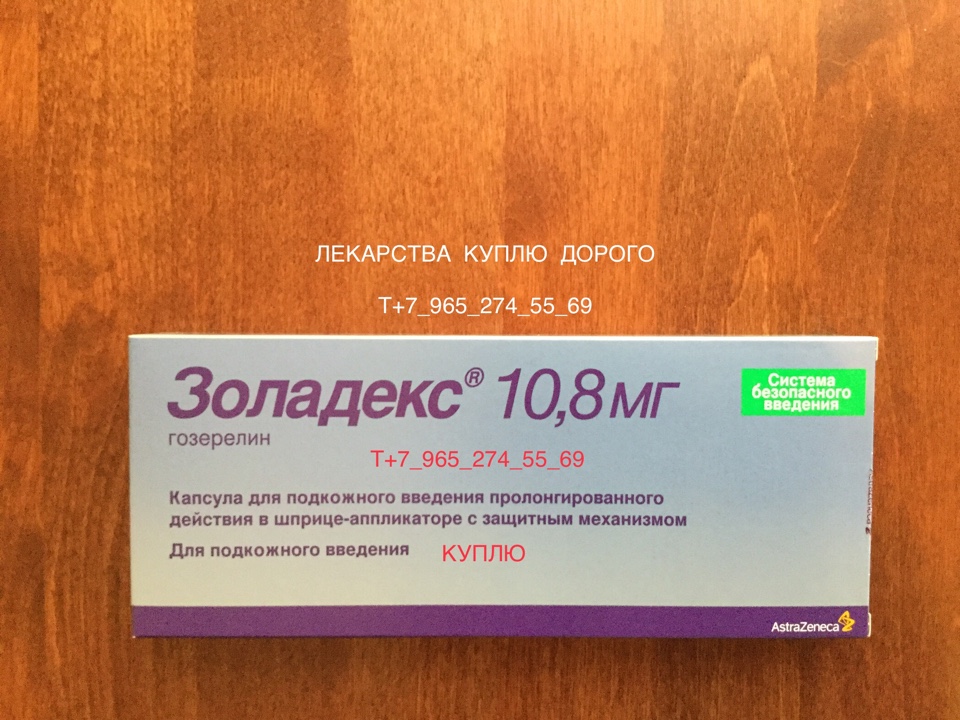 ЛЕКАРСТВА КУПЛЮ ДОРОГО
Т+7_965_274_55_69
Золадекс® 10,8 мг
Система
безопасного
введения
гозерелин
Т+7_965_274_55_69
Капсула для подкожного введения пролонгированного
действия в шприце-аппликаторе с защитным механизмом
Для подкожного введения КУПЛЮ
AstraZeneca